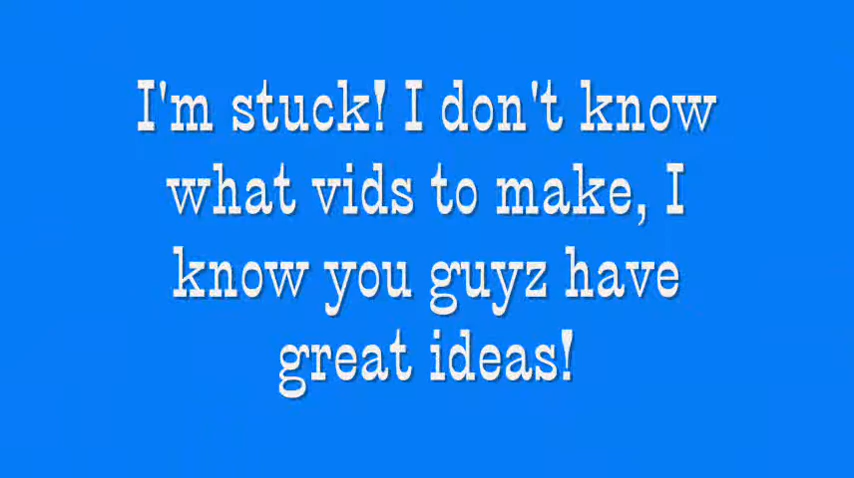 I'm stuck! I don't know
what vids to make, I
know you guyz have
great ideas!